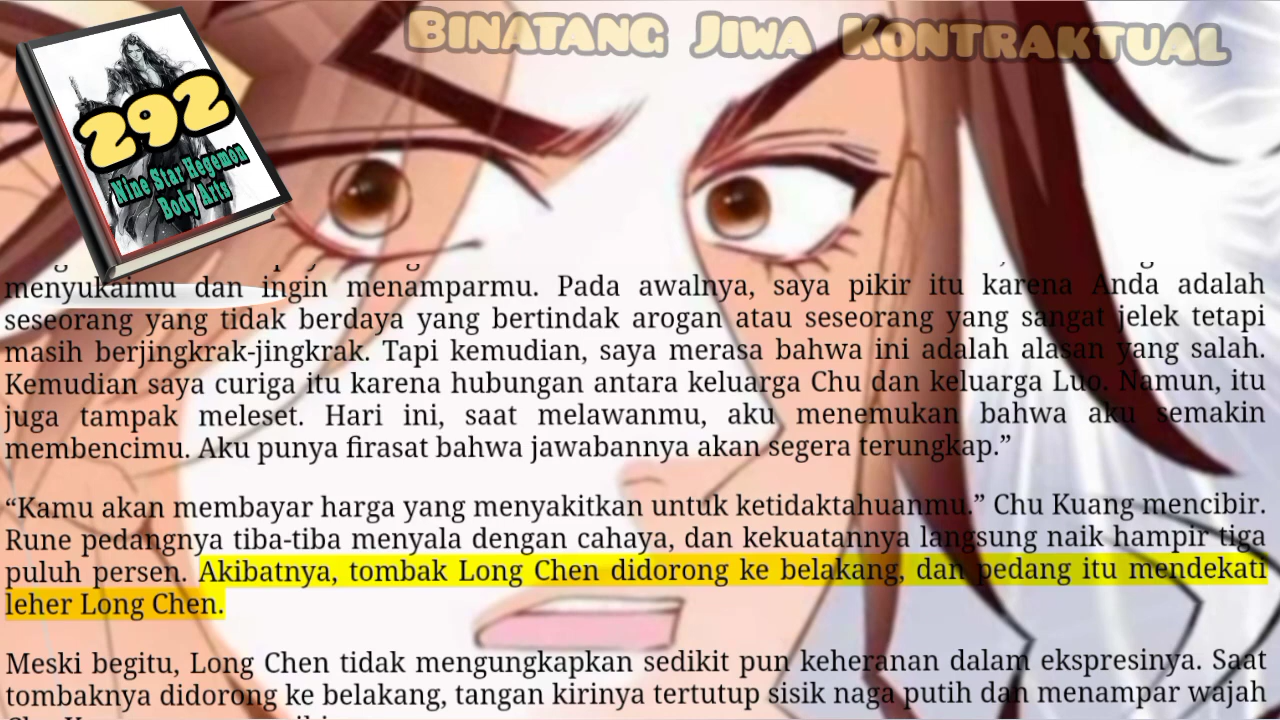 Binatang Jiwa Kontraktual
292
Nine Star Hegemon
Body Arts
menyukaimu dan ingin menamparmu. Pada awalnya, saya pikir itu karena Anda adalah
seseorang yang tidak berdaya yang bertindak arogan atau seseorang yang sangat jelek tetapi
masih berjingkrak-jingkrak. Tapi kemudian, saya merasa bahwa ini adalah alasan yang salah.
Kemudian saya curiga itu karena hubungan antara keluarga Chu dan keluarga Luo. Namun, itu
juga tampak meleset. Hari ini, saat melawanmu, aku menemukan bahwa aku semakin
membencimu. Aku punya firasat bahwa jawabannya akan segera terungkap.”
“Kamu akan membayar harga yang menyakitkan untuk ketidaktahuanmu.” Chu Kuang mencibir.
Rune pedangnya tiba-tiba menyala dengan cahaya, dan kekuatannya langsung naik hampir tiga
puluh persen. Akibatnya, tombak Long Chen didorong ke belakang, dan pedang itu mendekati
leher Long Chen.
Meski begitu, Long Chen tidak mengungkapkan sedikit pun keheranan dalam ekspresinya. Saat
tombaknya didorong ke belakang, tangan kirinya tertutup sisik naga putih dan menampar wajah